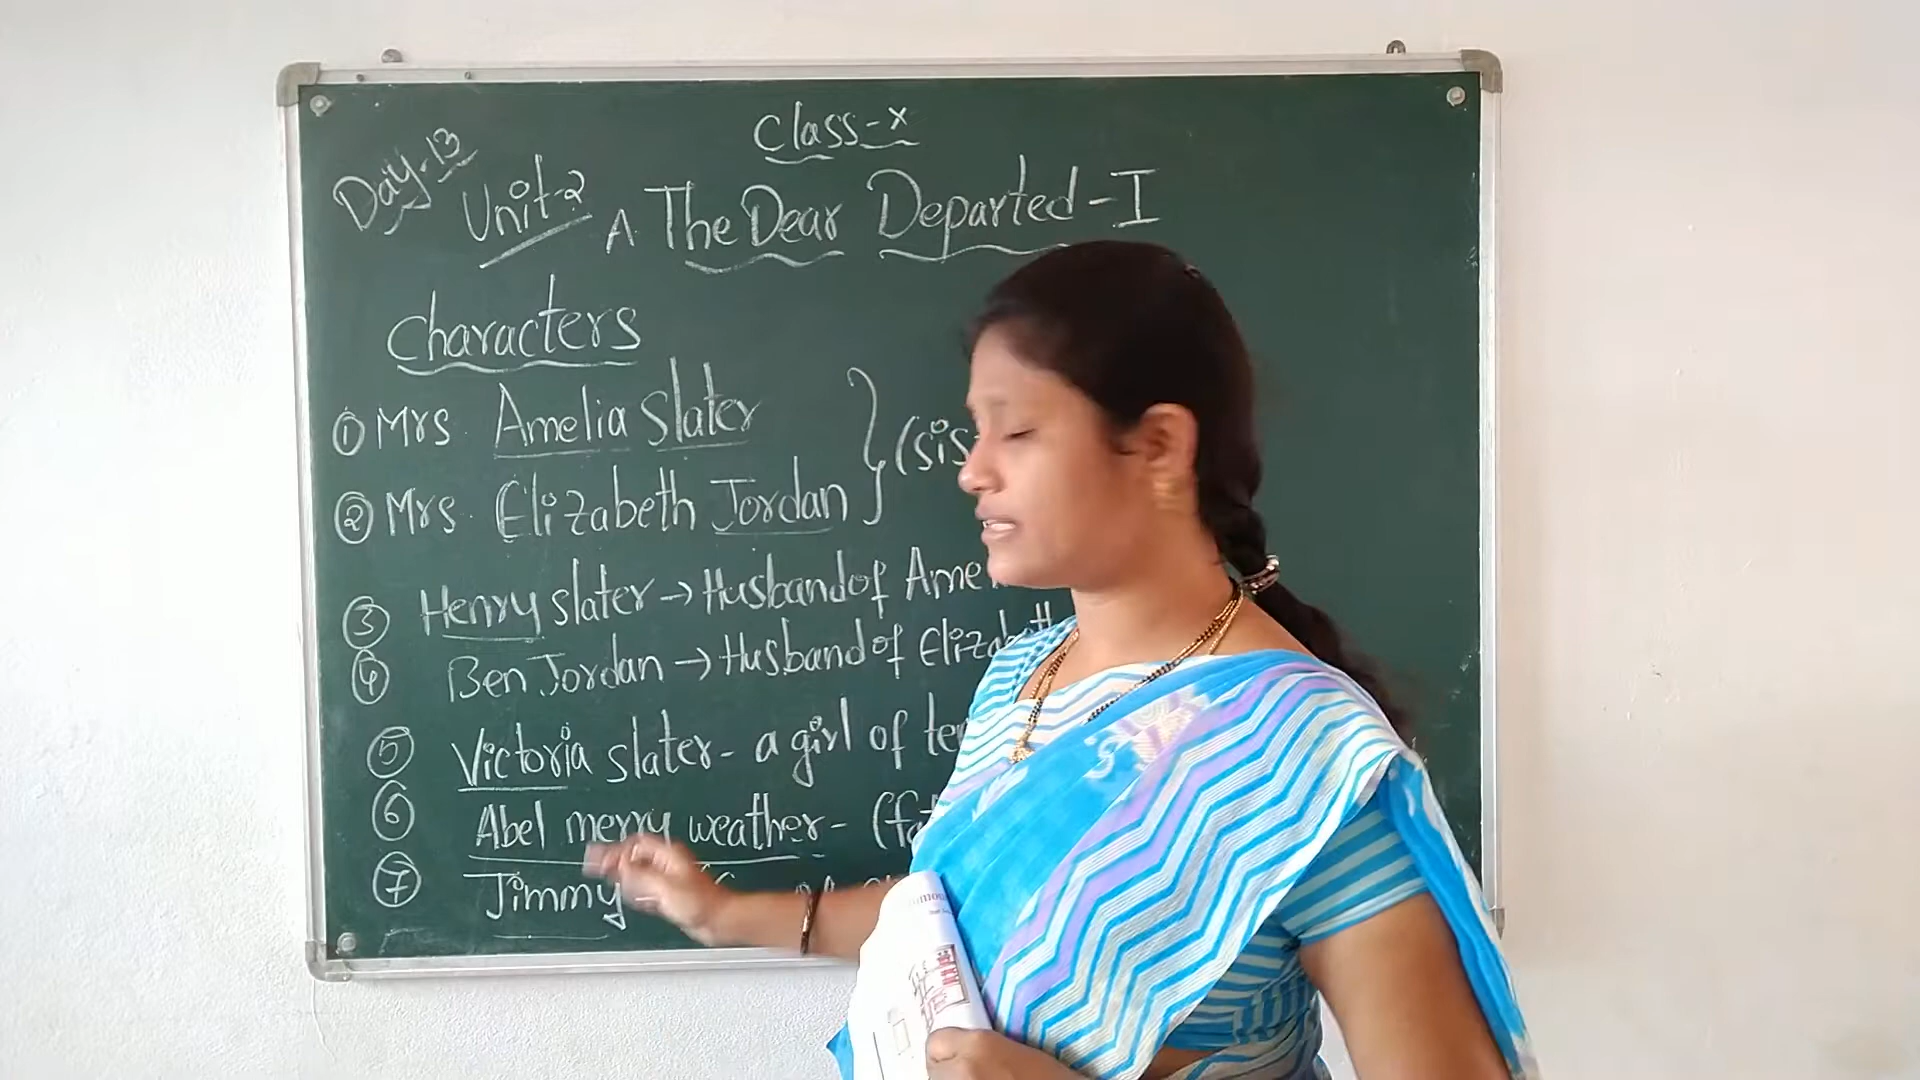 Class-X
Day-13
Unit-2 A The Dear Departed-I
Characters
① Mrs Amelia Slater
② Mrs. Elizabeth Jordan } (sis
③ Henry Slater → Husband of Ame
④ Ben Jordan → Husband of Elizabeth
⑤ Victoria Slater - a girl of te
⑥ Abel merry weather - (fat
⑦ Jimmy